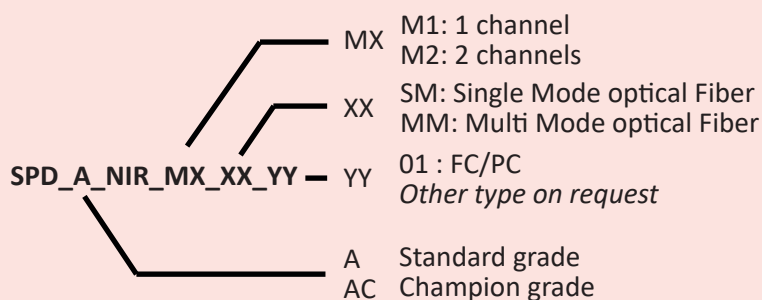 MX M1: 1 channel
M2: 2 channels
XX SM: Single Mode optical Fiber
MM: Multi Mode optical Fiber
SPD_A_NIR_MX_XX_YY YY 01 : FC/PC
Other type on request
A Standard grade
AC Champion grade